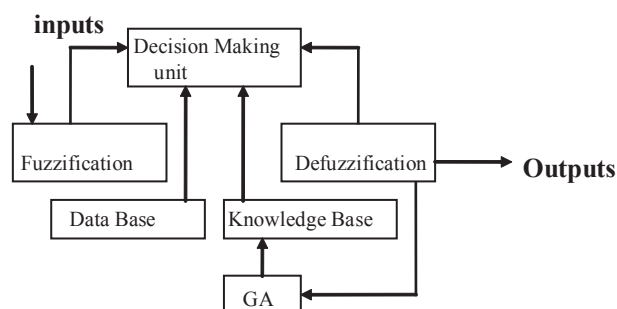 inputs
Decision Making
unit
Fuzzification
Defuzzification
Outputs
Data Base
Knowledge Base
GA